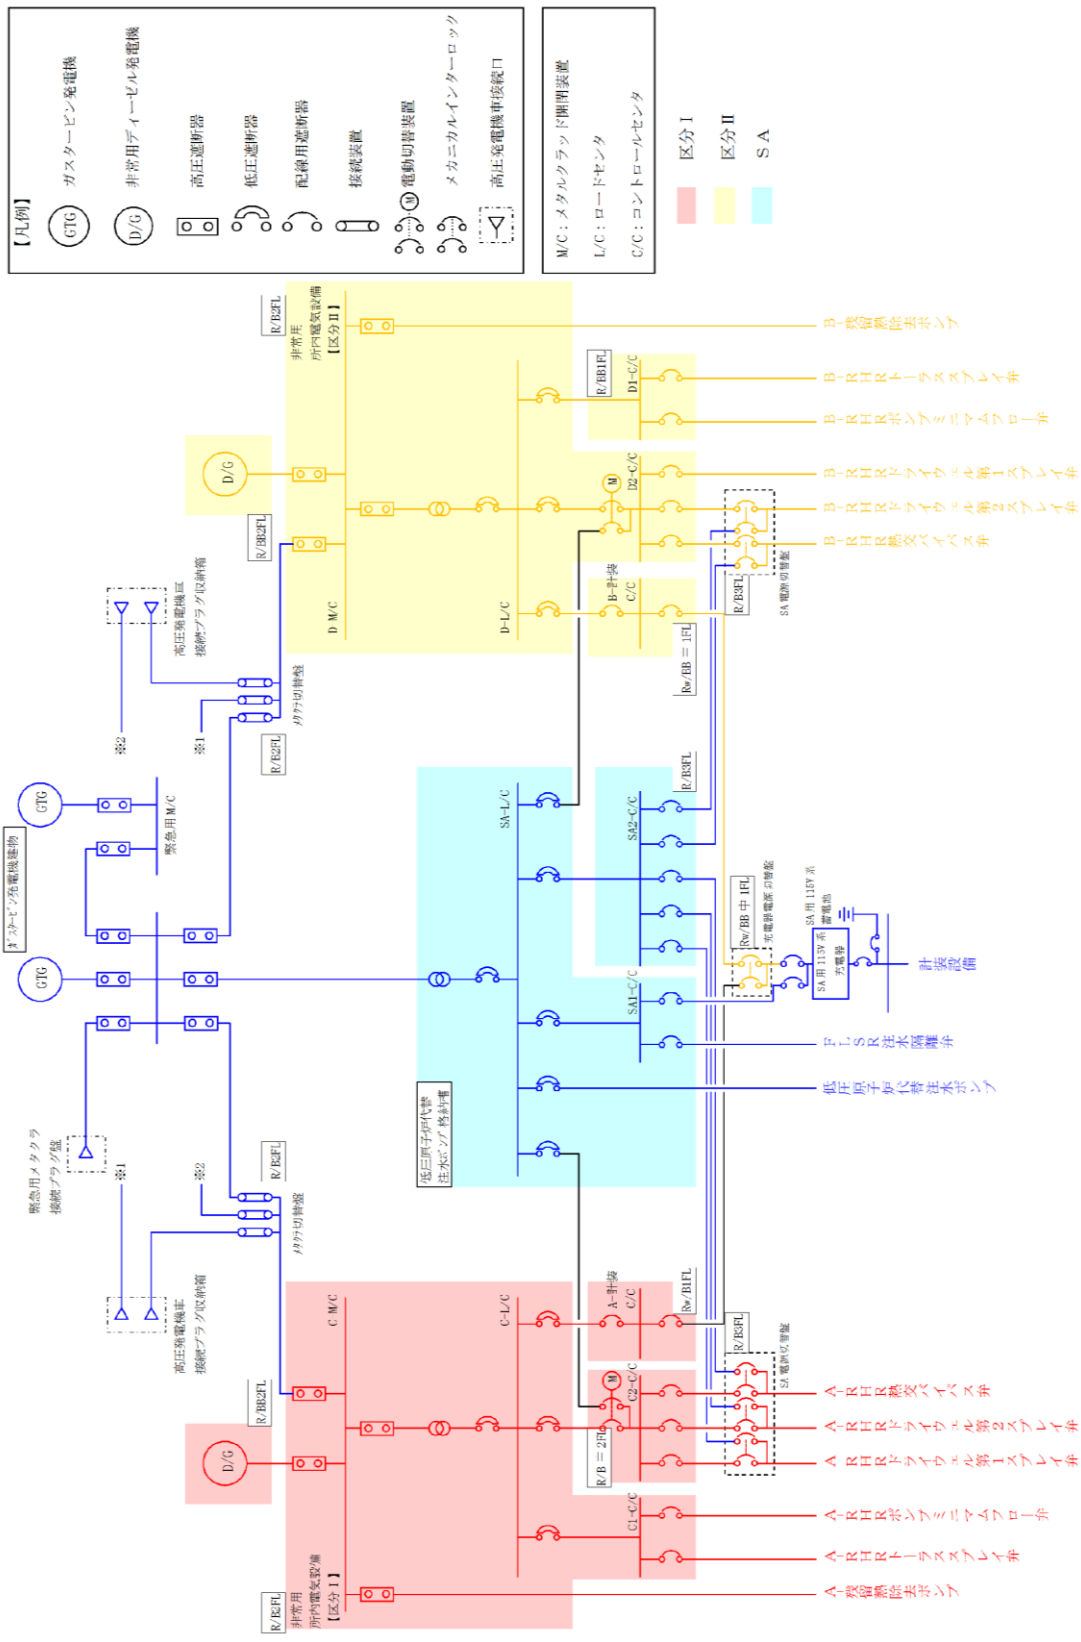 【凡例】
GTG
ガスタービン発電機
D/G
非常用ディーゼル発電機
高圧遮断器
低圧遮断器
配線用遮断器
接続装置
M
電動切替装置
メカニカルインターロック
高圧発電機車接続口
M/C：メタルクラッド開閉装置
L/C：ロードセンタ
C/C：コントロールセンタ
区分Ⅰ
区分Ⅱ
SA
ガスタービン発電機建物
GTG
GTG
緊急用M/C
緊急用メタクラ
接続プラグ盤
高圧発電機車
接続プラグ収納箱
※1
※2
メタクラ切替盤
R/B2FL
高圧発電機車
接続プラグ収納箱
※2
※1
メタクラ切替盤
R/B2FL
R/B2FL
非常用
所内電気設備
【区分Ⅰ】
D/G
R/BB2FL
C-M/C
C-L/C
C1-C/C
C2-C/C
M
R/B＝2FL
A-計装
C/C
Rw/B1FL
R/B3FL
SA電源切替盤
A-残留熱除去ポンプ
A-RHRトーラススプレイ弁
A-RHRポンプミニマムフロー弁
A-RHRドライウェル第1スプレイ弁
A-RHRドライウェル第2スプレイ弁
A-RHR熱交バイパス弁
低圧原子炉代替
注水ポンプ格納槽
SA-L/C
SA1-C/C
SA2-C/C
R/B3FL
低圧原子炉代替注水ポンプ
FLSR注水隔離弁
Rw/BB中1FL
充電器電源切替盤
SA用115V系
充電器
SA用115V系
蓄電池
計装設備
R/B2FL
非常用
所内電気設備
【区分Ⅱ】
D/G
R/BB2FL
D-M/C
D-L/C
R/BB1FL
D1-C/C
D2-C/C
M
B-計装
C/C
Rw/BB＝1FL
R/B3FL
SA電源切替盤
B-残留熱除去ポンプ
B-RHRトーラススプレイ弁
B-RHRポンプミニマムフロー弁
B-RHRドライウェル第1スプレイ弁
B-RHRドライウェル第2スプレイ弁
B-RHR熱交バイパス弁